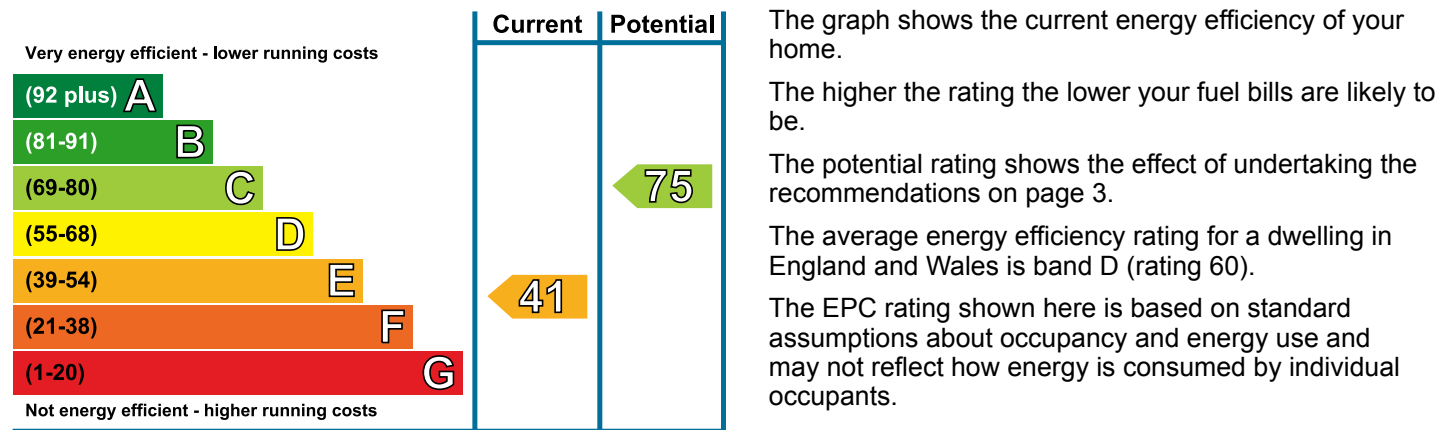 Current Potential
Very energy efficient - lower running costs
(92 plus) A
(81-91) B
(69-80) C
75
(55-68) D
(39-54) E
41
(21-38) F
(1-20) G
Not energy efficient - higher running costs
The graph shows the current energy efficiency of your
home.
The higher the rating the lower your fuel bills are likely to
be.
The potential rating shows the effect of undertaking the
recommendations on page 3.
The average energy efficiency rating for a dwelling in
England and Wales is band D (rating 60).
The EPC rating shown here is based on standard
assumptions about occupancy and energy use and
may not reflect how energy is consumed by individual
occupants.